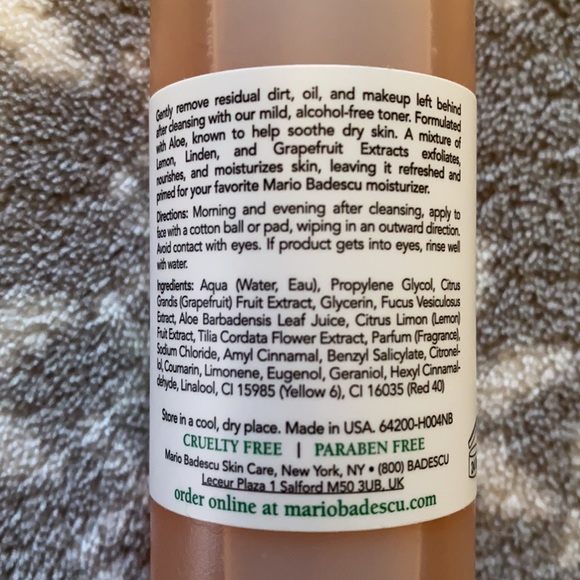 Gently remove residual dirt, oil, and makeup left behind
after cleansing with our mild, alcohol-free toner. Formulated
with Aloe, known to help soothe dry skin. A mixture of
Lemon, Linden, and Grapefruit Extracts exfoliates,
nourishes, and moisturizes skin, leaving it refreshed and
primed for your favorite Mario Badescu moisturizer.
Directions: Morning and evening after cleansing, apply to
face with a cotton ball or pad, wiping in an outward direction.
Avoid contact with eyes. If product gets into eyes, rinse well
with water.
Ingredients: Aqua (Water, Eau), Propylene Glycol, Citrus
Grandis (Grapefruit) Fruit Extract, Glycerin, Fucus Vesiculosus
Extract, Aloe Barbadensis Leaf Juice, Citrus Limon (Lemon)
Fruit Extract, Tilia Cordata Flower Extract, Parfum (Fragrance),
Sodium Chloride, Amyl Cinnamal, Benzyl Salicylate, Citronel-
lol, Coumarin, Limonene, Eugenol, Geraniol, Hexyl Cinnamal-
dehyde, Linalool, CI 15985 (Yellow 6), CI 16035 (Red 40)
Store in a cool, dry place. Made in USA. 64200-H004NB
CRUELTY FREE | PARABEN FREE
Mario Badescu Skin Care, New York, NY • (800) BADESCU
Leceur Plaza 1 Salford M50 3UB, UK
order online at mariobadescu.com